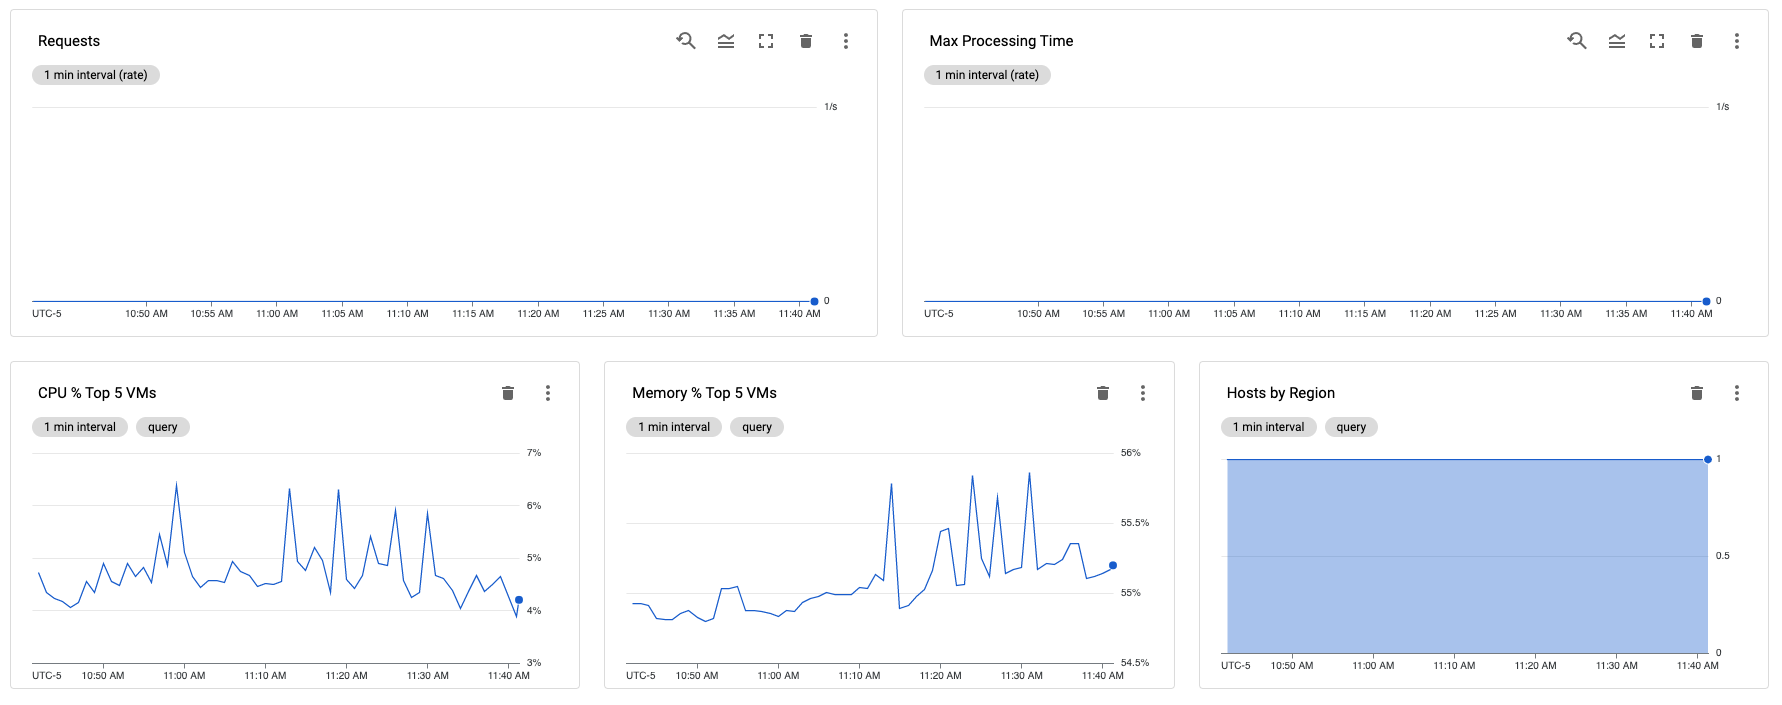 Requests
1 min interval (rate)
1/s
0
UTC-5 10:50 AM 10:55 AM 11:00 AM 11:05 AM 11:10 AM 11:15 AM 11:20 AM 11:25 AM 11:30 AM 11:35 AM 11:40 AM
Max Processing Time
1 min interval (rate)
1/s
0
UTC-5 10:50 AM 10:55 AM 11:00 AM 11:05 AM 11:10 AM 11:15 AM 11:20 AM 11:25 AM 11:30 AM 11:35 AM 11:40 AM
CPU % Top 5 VMs
1 min interval query
7%
6%
5%
4%
3%
UTC-5 10:50 AM 11:00 AM 11:10 AM 11:20 AM 11:30 AM 11:40 AM
Memory % Top 5 VMs
1 min interval query
56%
55.5%
55%
54.5%
UTC-5 10:50 AM 11:00 AM 11:10 AM 11:20 AM 11:30 AM 11:40 AM
Hosts by Region
1 min interval query
1
0.5
0
UTC-5 10:50 AM 11:00 AM 11:10 AM 11:20 AM 11:30 AM 11:40 AM